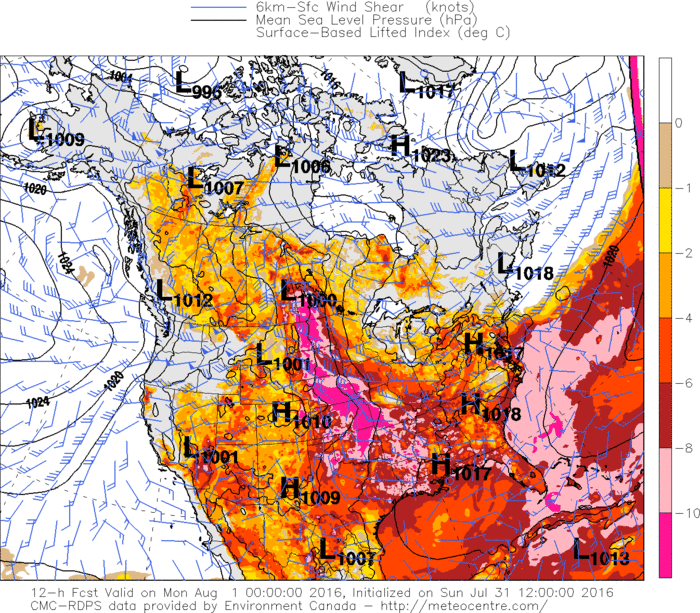 6km-Sfc Wind Shear (knots)
Mean Sea Level Pressure (hPa)
Surface-Based Lifted Index (deg C)
L996
L1017
1016
L1009
H1023
L1006
L1012
L1007
1020
1020
1024
L1018
L1012
L1000
1020
L1001
1024
H1010
H1018
L1001
H1017
H1009
L1007
L1013
0
-1
-2
-4
-6
-8
-10
12-h Fcst Valid on Mon Aug 1 00:00:00 2016, Initialized on Sun Jul 31 12:00:00 2016
CMC-RDPS data provided by Environment Canada - http://meteocentre.com/